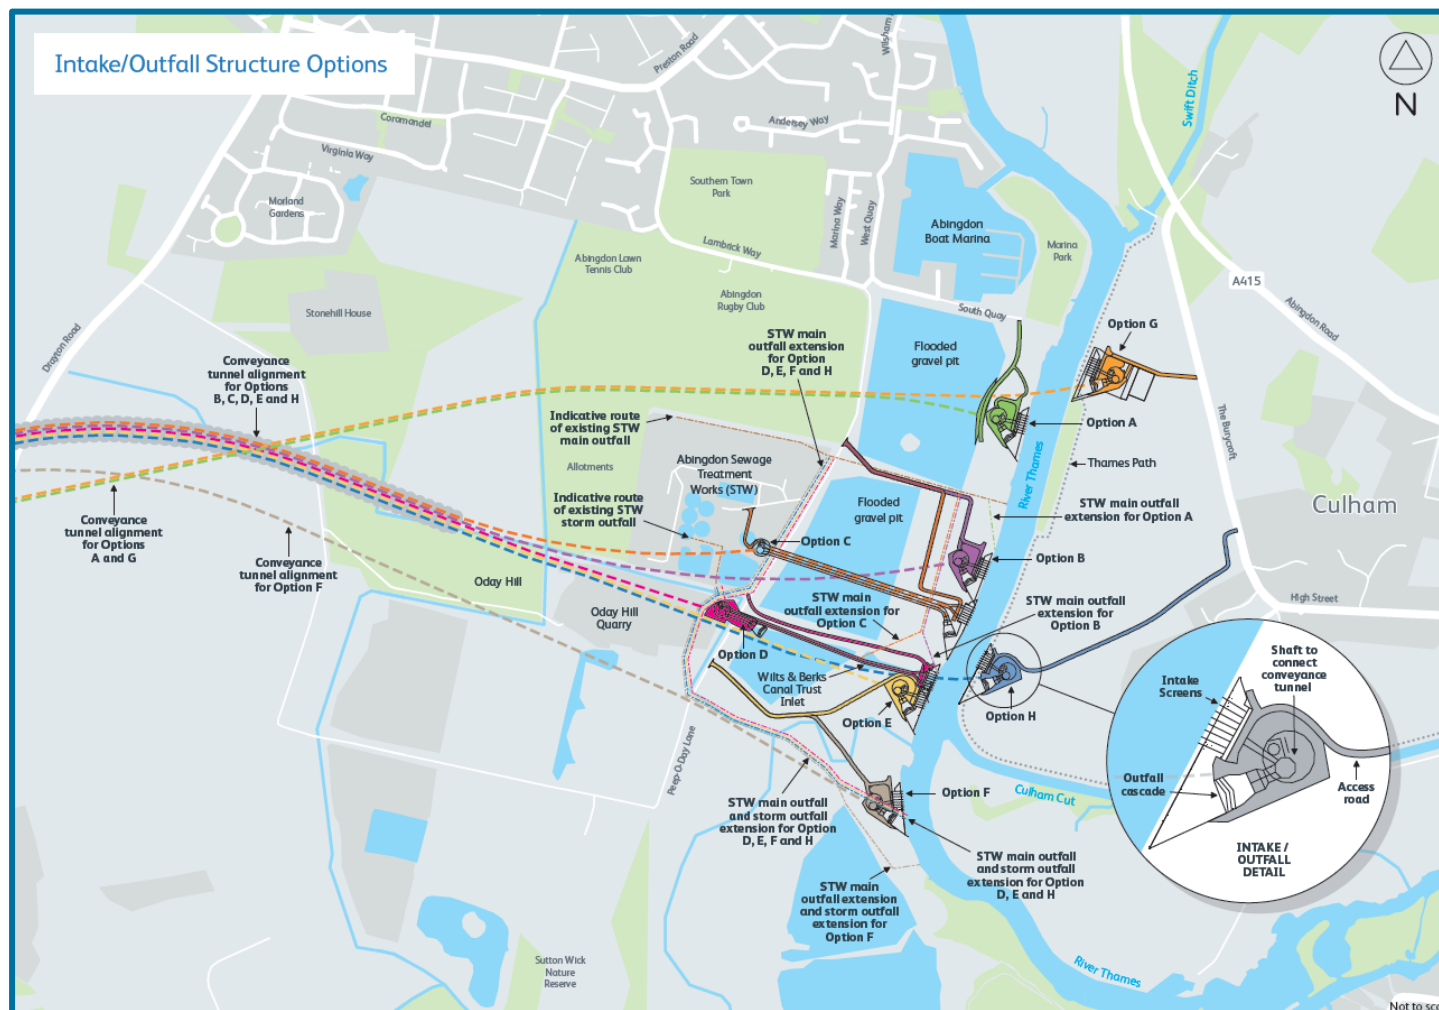 Intake/Outfall Structure Options
N
Preston Road
Swift Ditch
Coromandel
Virginia Way
Andersey Way
Morland
Gardens
Southern Town
Park
Marina Way
West Quay
Abingdon
Boat Marina
Marina
Park
Lambrick Way
Abingdon Lawn
Tennis Club
Abingdon
Rugby Club
South Quay
A415
Abingdon Road
Stonehill House
Drayton Road
Option G
STW main
outfall extension
for Option
D, E, F and H
Flooded
gravel pit
Conveyance
tunnel alignment
for Options
B, C, D, E and H
Indicative route
of existing STW
main outfall
Option A
The Burycroft
Thames Path
River Thames
Allotments
Abingdon Sewage
Treatment
Works (STW)
Indicative route
of existing STW
storm outfall
Flooded
gravel pit
STW main outfall
extension for Option A
Culham
Conveyance
tunnel alignment
for Options
A and G
Option C
Option B
Conveyance
tunnel alignment
for Option F
Oday Hill
Oday Hill
Quarry
STW main
outfall extension for
Option C
STW main outfall
extension for
Option B
High Street
Option D
Wilts & Berks
Canal Trust
Inlet
Option E
Option H
Shaft to
connect
conveyance
tunnel
Intake
Screens
Outfall
cascade
Access
road
INTAKE /
OUTFALL
DETAIL
Peep-O-Day Lane
Option F
Culham Cut
STW main outfall
and storm outfall
extension for Option
D, E, F and H
STW main outfall
and storm outfall
extension for Option
D, E and H
STW main
outfall extension
and storm outfall
extension for
Option F
Sutton Wick
Nature
Reserve
River Thames
Not to